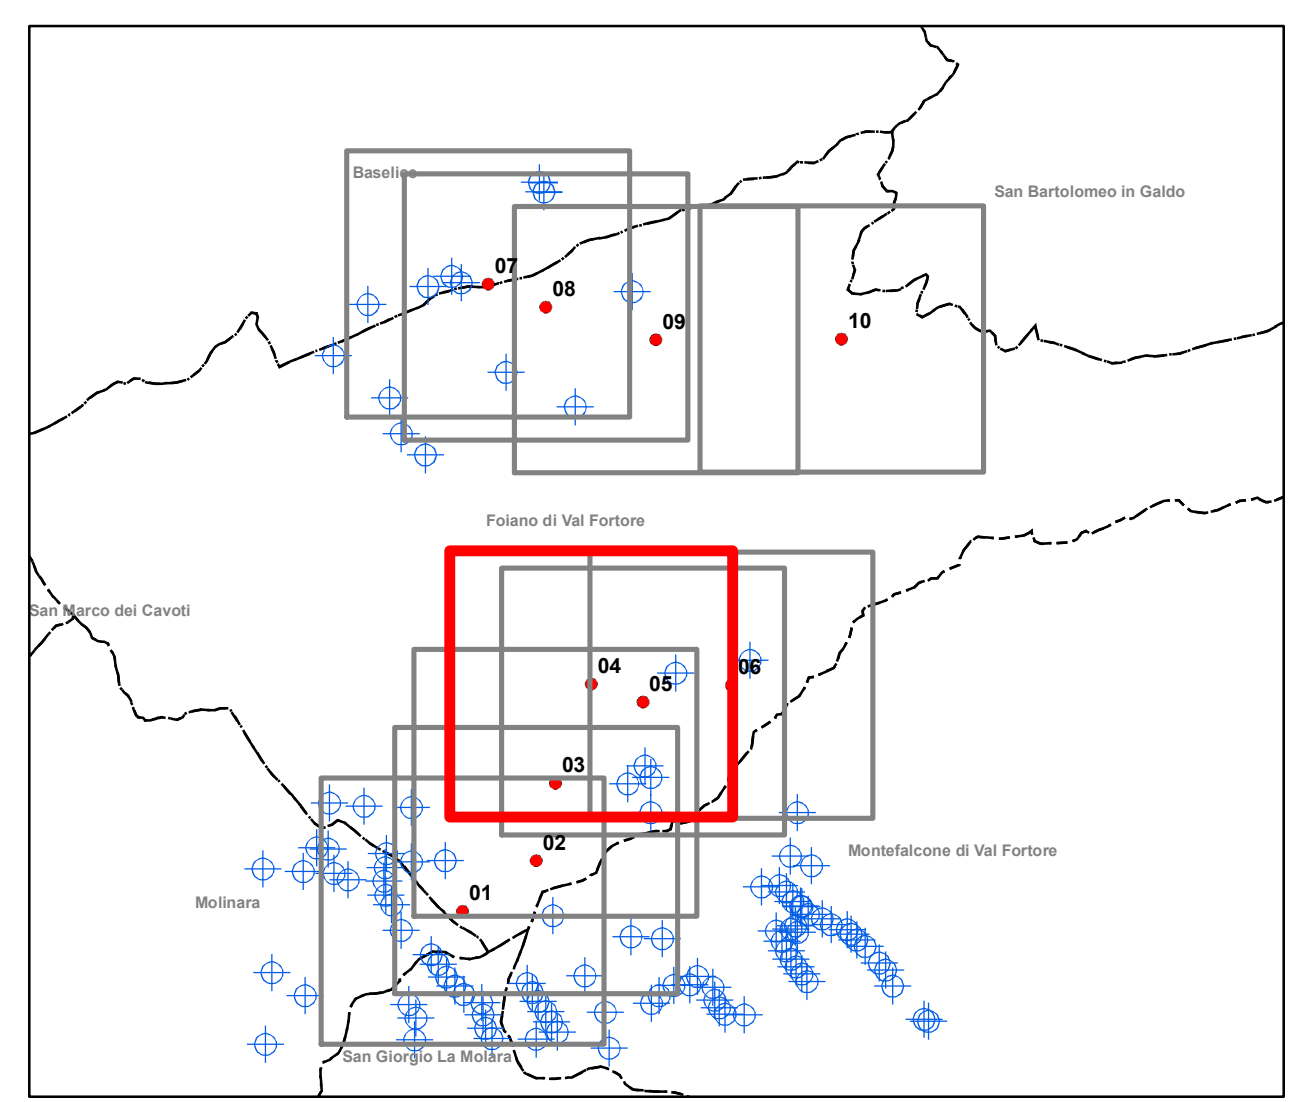 Baselice
San Bartolomeo in Galdo
07
08
09
10
Foiano di Val Fortore
San Marco dei Cavoti
04
06
05
03
02
Montefalcone di Val Fortore
01
Molinara
San Giorgio La Molara